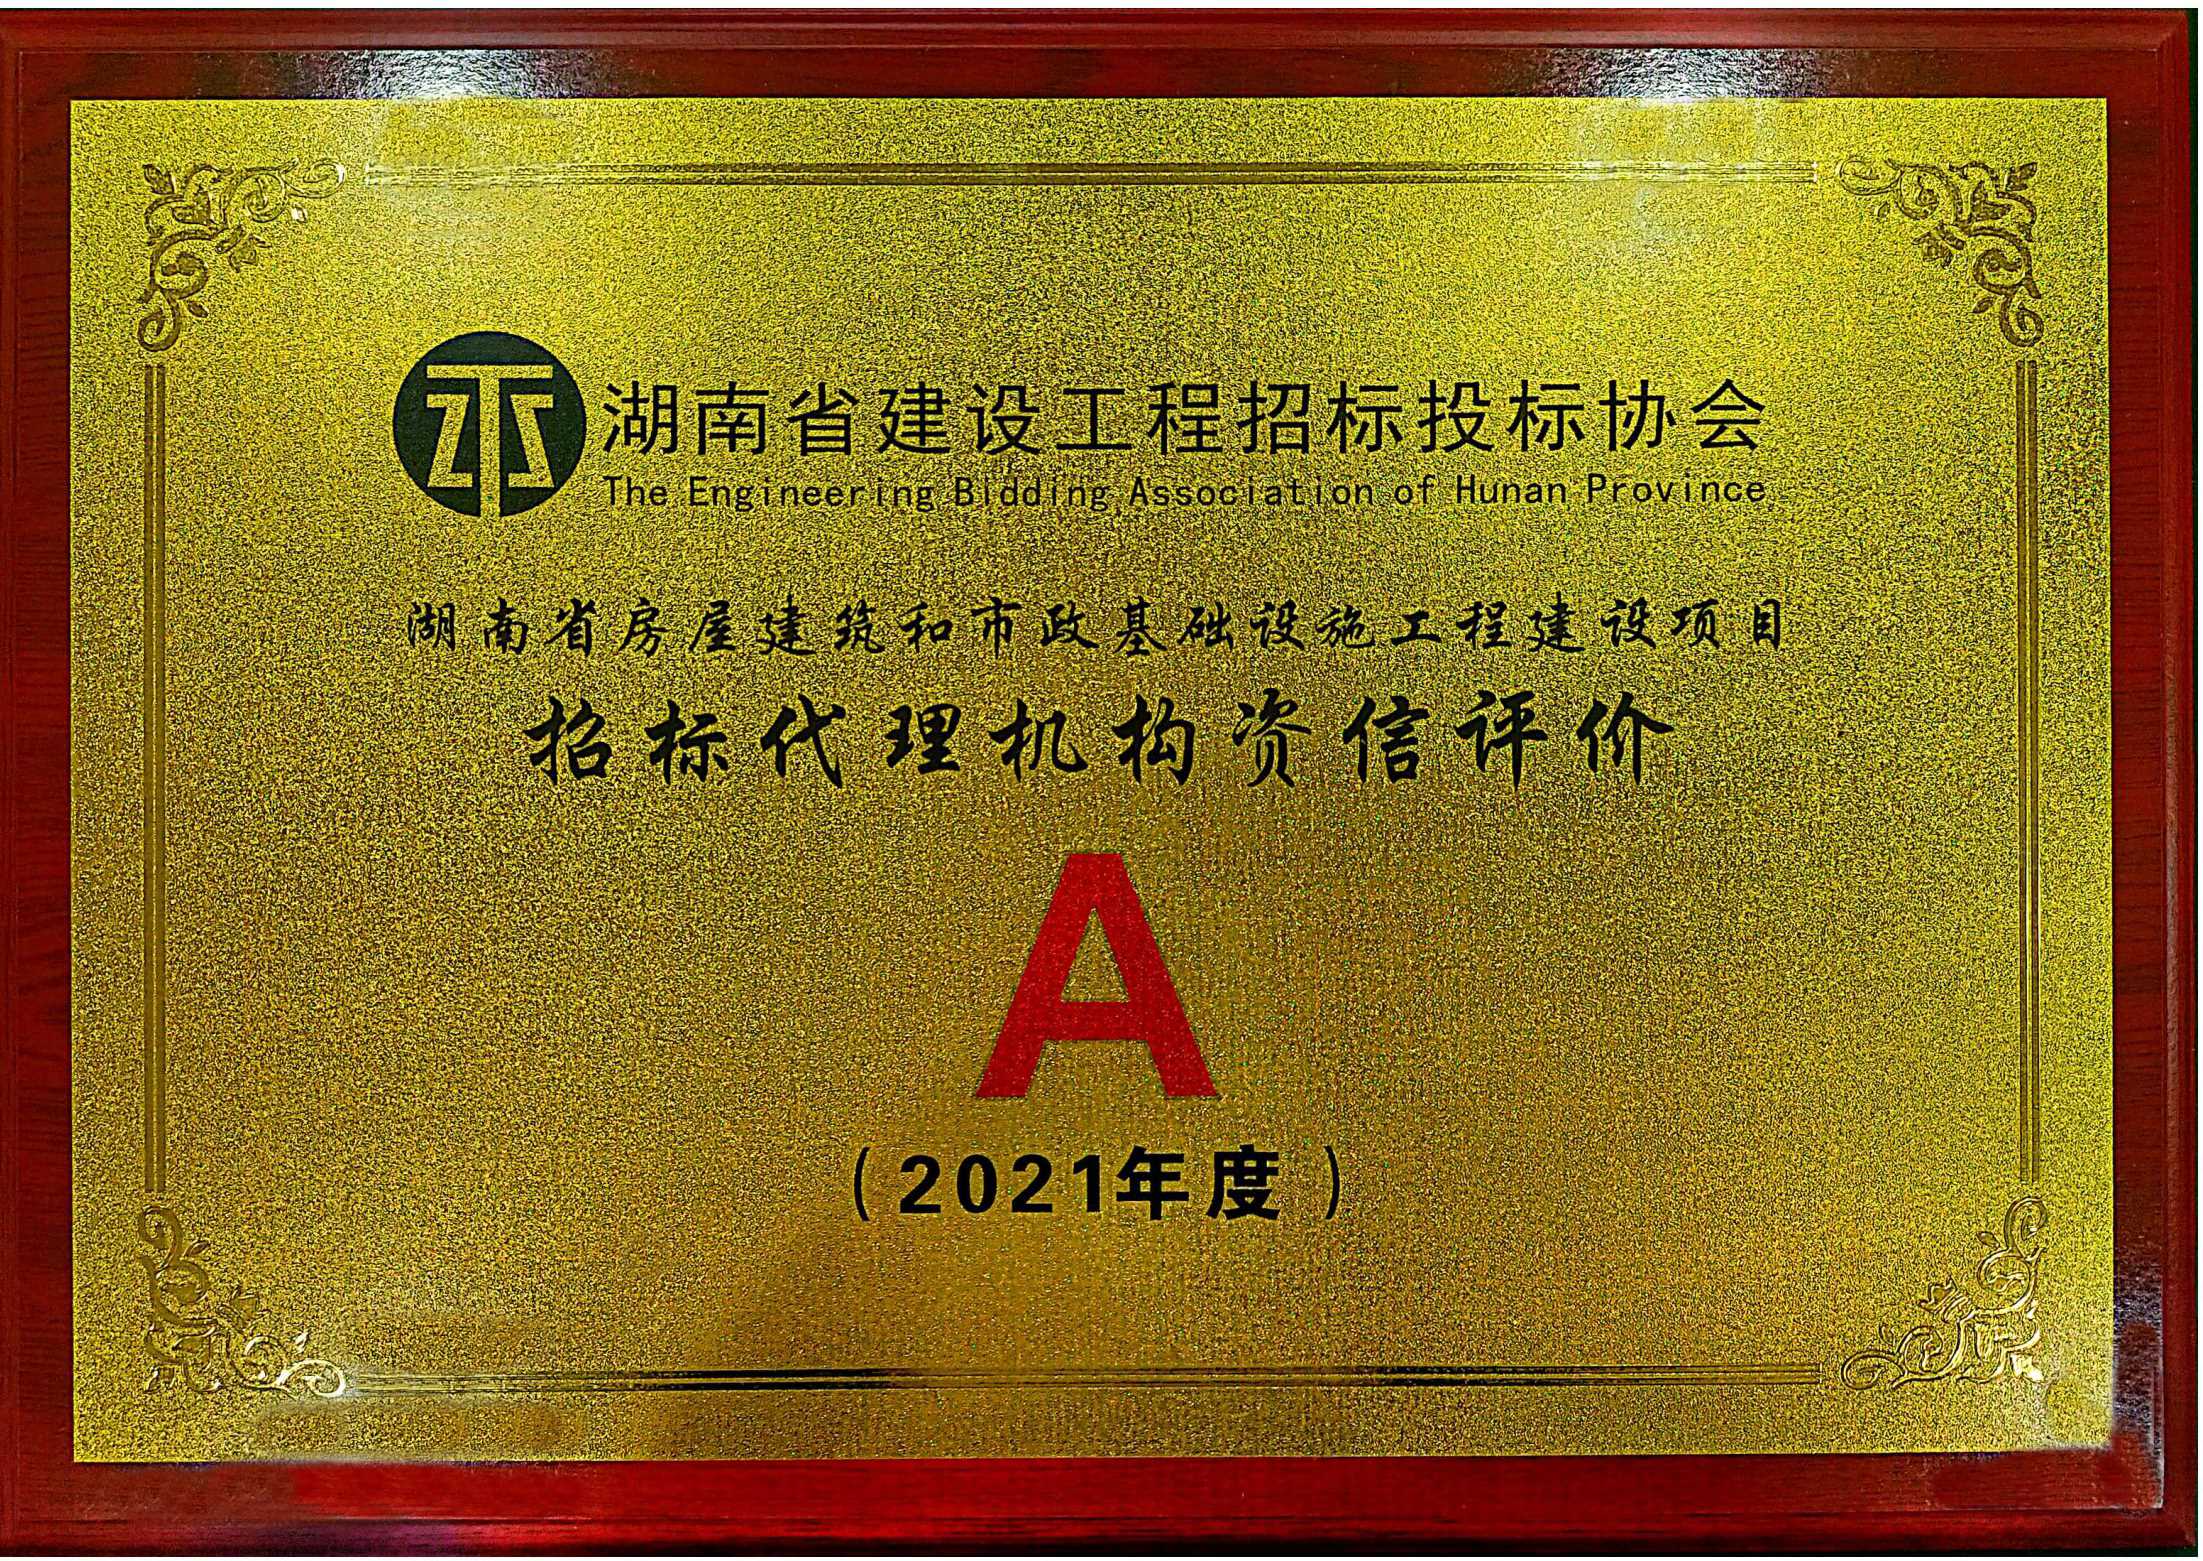 湖南省建设工程招标投标协会
The Engineering Bidding Association of Hunan Province
湖南省房屋建筑和市政基础设施工程建设项目
招标代理机构资信评价
A
(2021年度)